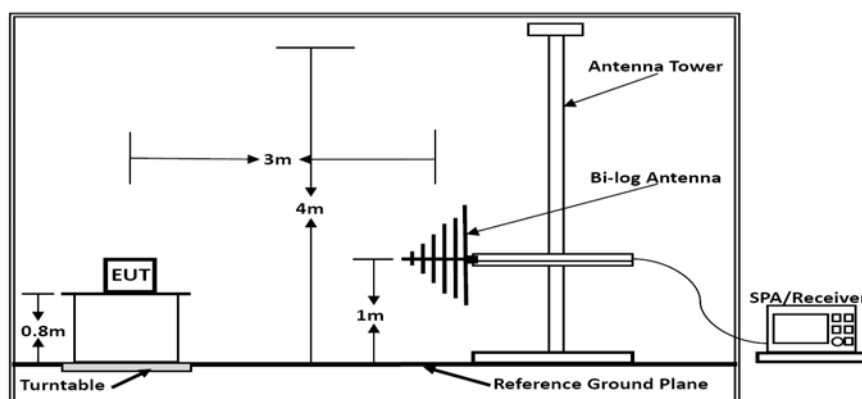 Antenna Tower
3m
Bi-log Antenna
4m
EUT
SPA/Receiver
0.8m
1m
Turntable
Reference Ground Plane